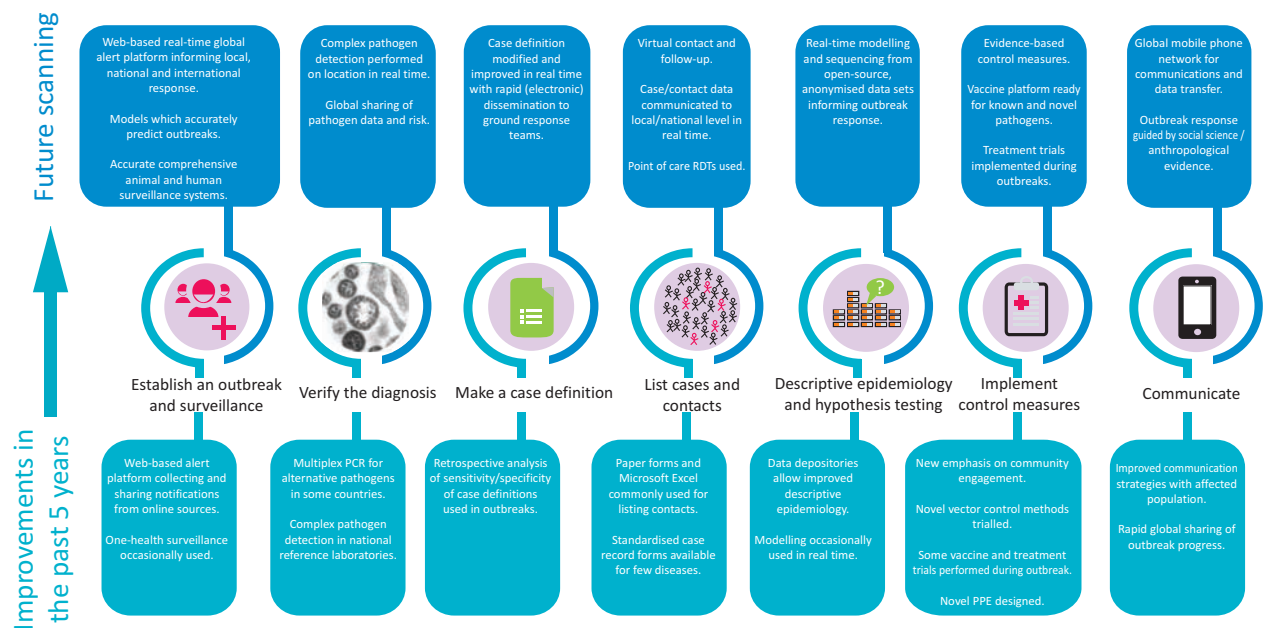 Future scanning
Web-based real-time global
alert platform informing local,
national and international
response.
Models which accurately
predict outbreaks.
Accurate comprehensive
animal and human
surveillance systems.
Complex pathogen
detection performed
on location in real time.
Global sharing of
pathogen data and risk.
Case definition
modified and
improved in real time
with rapid (electronic)
dissemination to
ground response
teams.
Virtual contact and
follow-up.
Case/contact data
communicated to
local/national level in
real time.
Point of care RDTs used.
Real-time modelling
and sequencing from
open-source,
anonymised data sets
informing outbreak
response.
Evidence-based
control measures.
Vaccine platform ready
for known and novel
pathogens.
Treatment trials
implemented during
outbreaks.
Global mobile phone
network for
communications and
data transfer.
Outbreak response
guided by social science /
anthropological
evidence.
?
Establish an outbreak
and surveillance
Verify the diagnosis
Make a case definition
List cases and
contacts
Descriptive epidemiology
and hypothesis testing
Implement
control measures
Communicate
Improvements in
the past 5 years
Web-based alert
platform collecting and
sharing notifications
from online sources.
One-health surveillance
occasionally used.
Multiplex PCR for
alternative pathogens
in some countries.
Complex pathogen
detection in national
reference laboratories.
Retrospective analysis
of sensitivity/specificity
of case definitions
used in outbreaks.
Paper forms and
Microsoft Excel
commonly used for
listing contacts.
Standardised case
record forms available
for few diseases.
Data depositories
allow improved
descriptive
epidemiology.
Modelling occasionally
used in real time.
New emphasis on community
engagement.
Novel vector control methods
trialled.
Some vaccine and treatment
trials performed during outbreak.
Novel PPE designed.
Improved communication
strategies with affected
population.
Rapid global sharing of
outbreak progress.